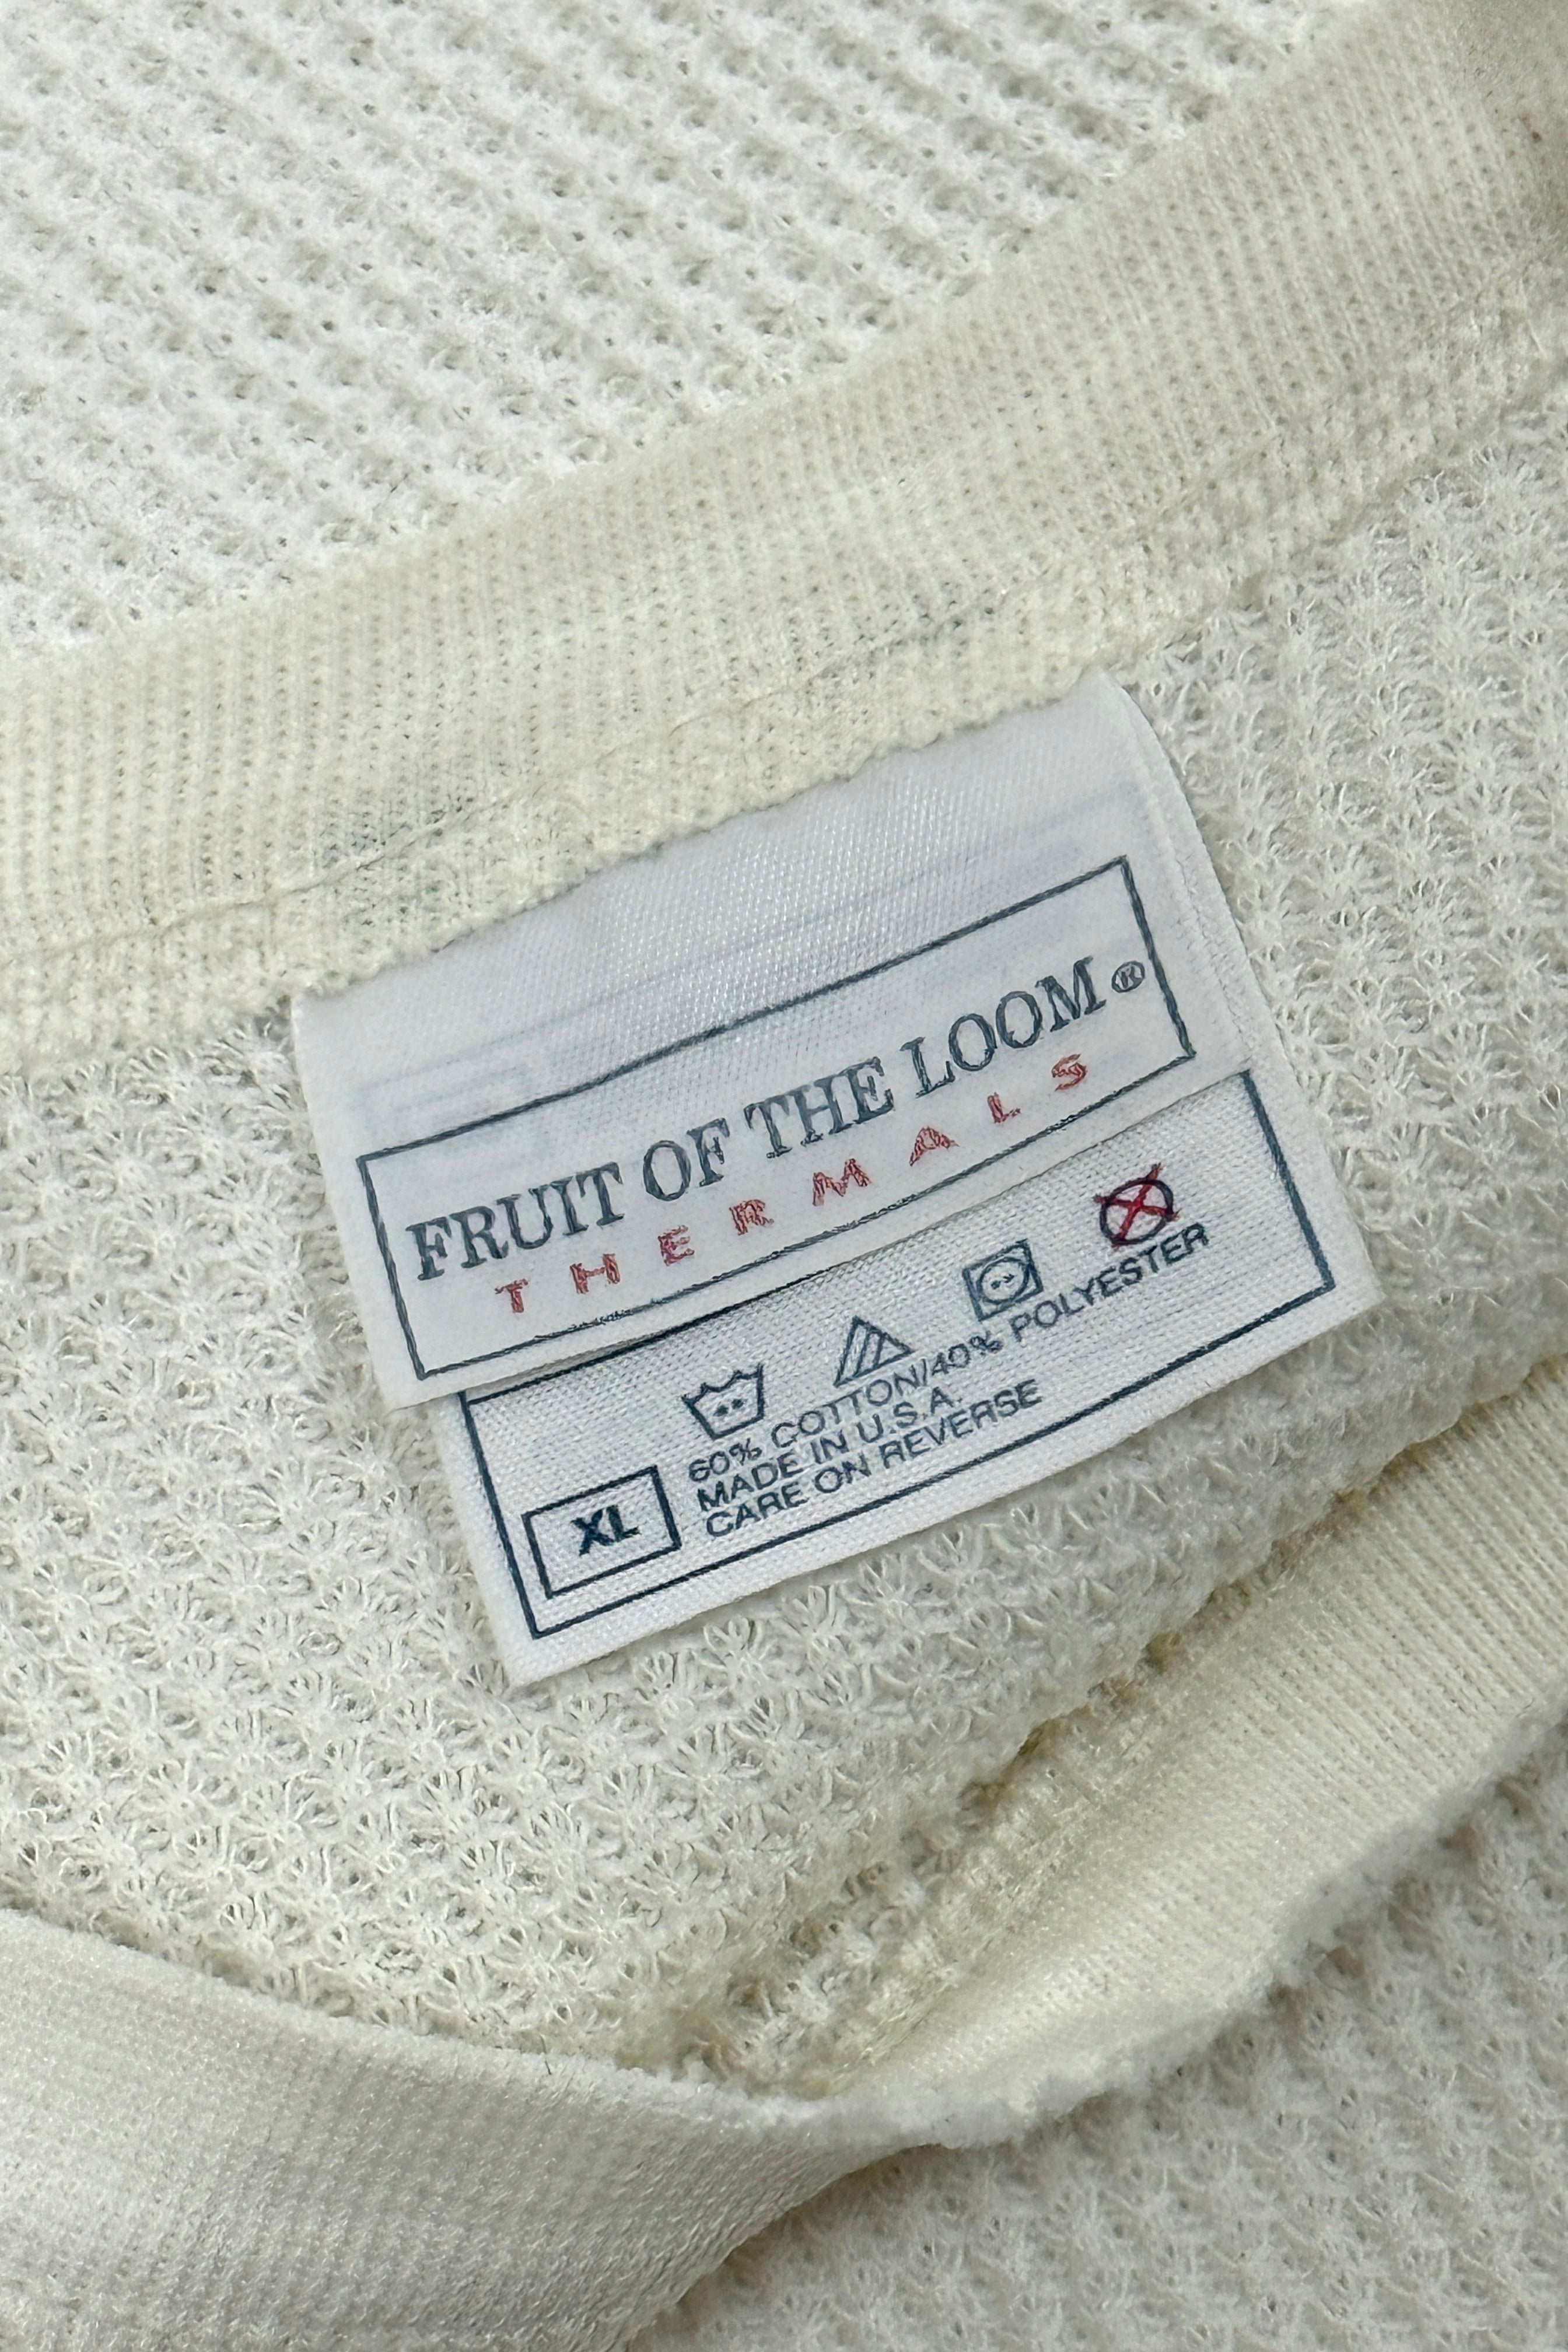 FRUIT OF THE LOOM®
THERMALS
60% COTTON/40% POLYESTER
MADE IN U.S.A.
CARE ON REVERSE
XL